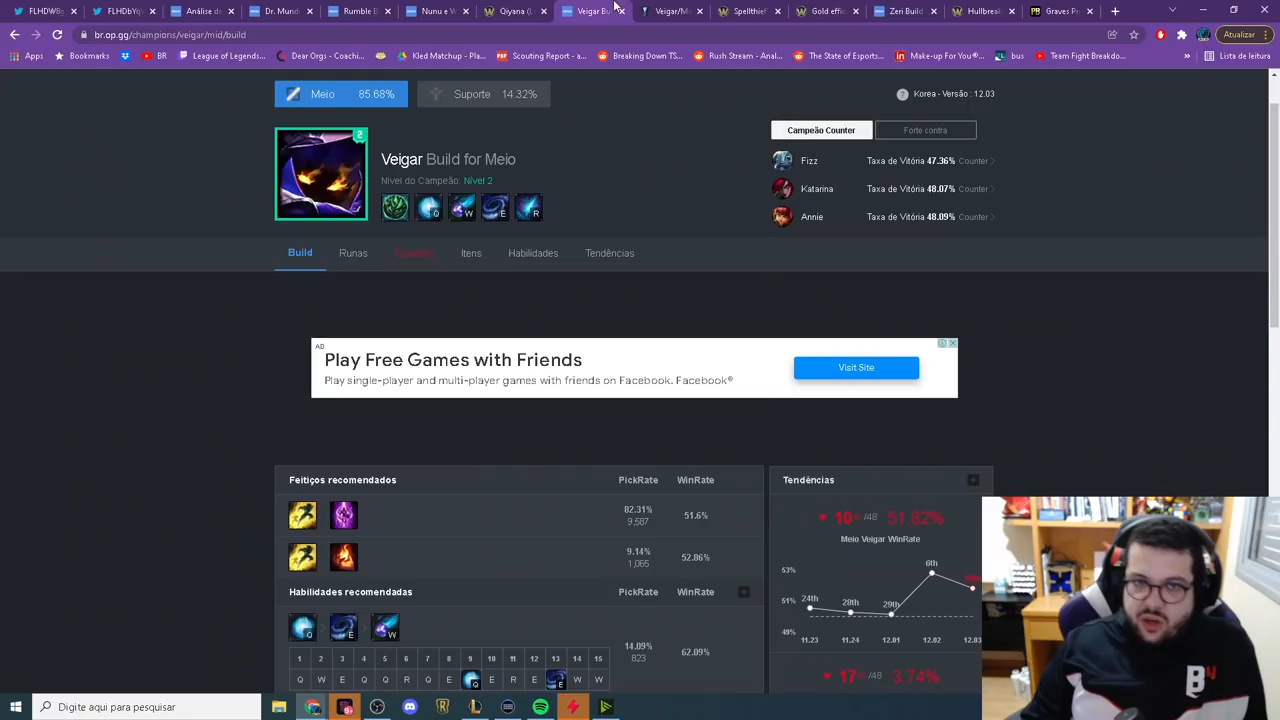 FLHDW8g
FLHDbYq
Análise de
Dr. Mund
Rumble B
Nunu e W
Qiyana (L
Veigar Bu
Veigar/M
Spellthief
Gold effic
Zeri Build
Hullbreak
Porque G
br.op.gg/champions/veigar/mid/build
Atualizar
Apps
Bookmarks
BR
League of Legends...
Dear Orgs — Coachi...
Kled Matchup - Pla...
Scouting Report - a...
Breaking Down TS...
Rush Stream - Anal...
The State of Esports...
Make-up For You®...
bus
Team Fight Breakdo...
»
Lista de leitura
Meio 85.68%
Suporte 14.32%
Korea - Versão : 12.03
2
Veigar Build for Meio
Nível do Campeão: Nível 2
Q W E R
Campeão Counter
Forte contra
Fizz Taxa de Vitória 47.36% Counter
Katarina Taxa de Vitória 48.07% Counter
Annie Taxa de Vitória 48.09% Counter
Build Runas Itens Habilidades Tendências
AD
Play Free Games with Friends
Play single-player and multi-player games with friends on Facebook. Facebook®
Visit Site
Feitiços recomendados PickRate WinRate
82.31%
9,587
51.6%
9.14%
1,065
52.86%
Habilidades recomendadas PickRate WinRate
Q E W
14.09%
823
62.09%
1 2 3 4 5 6 7 8 9 10 11 12 13 14 15
Q W E Q Q R Q E Q E R E E W W
Tendências
10 /48 51.82%
Meio Veigar WinRate
53%
51%
49%
24th
28th
29th
6th
11.23 11.24 12.01 12.02 12.03
17 /48 3.74%
Digite aqui para pesquisar